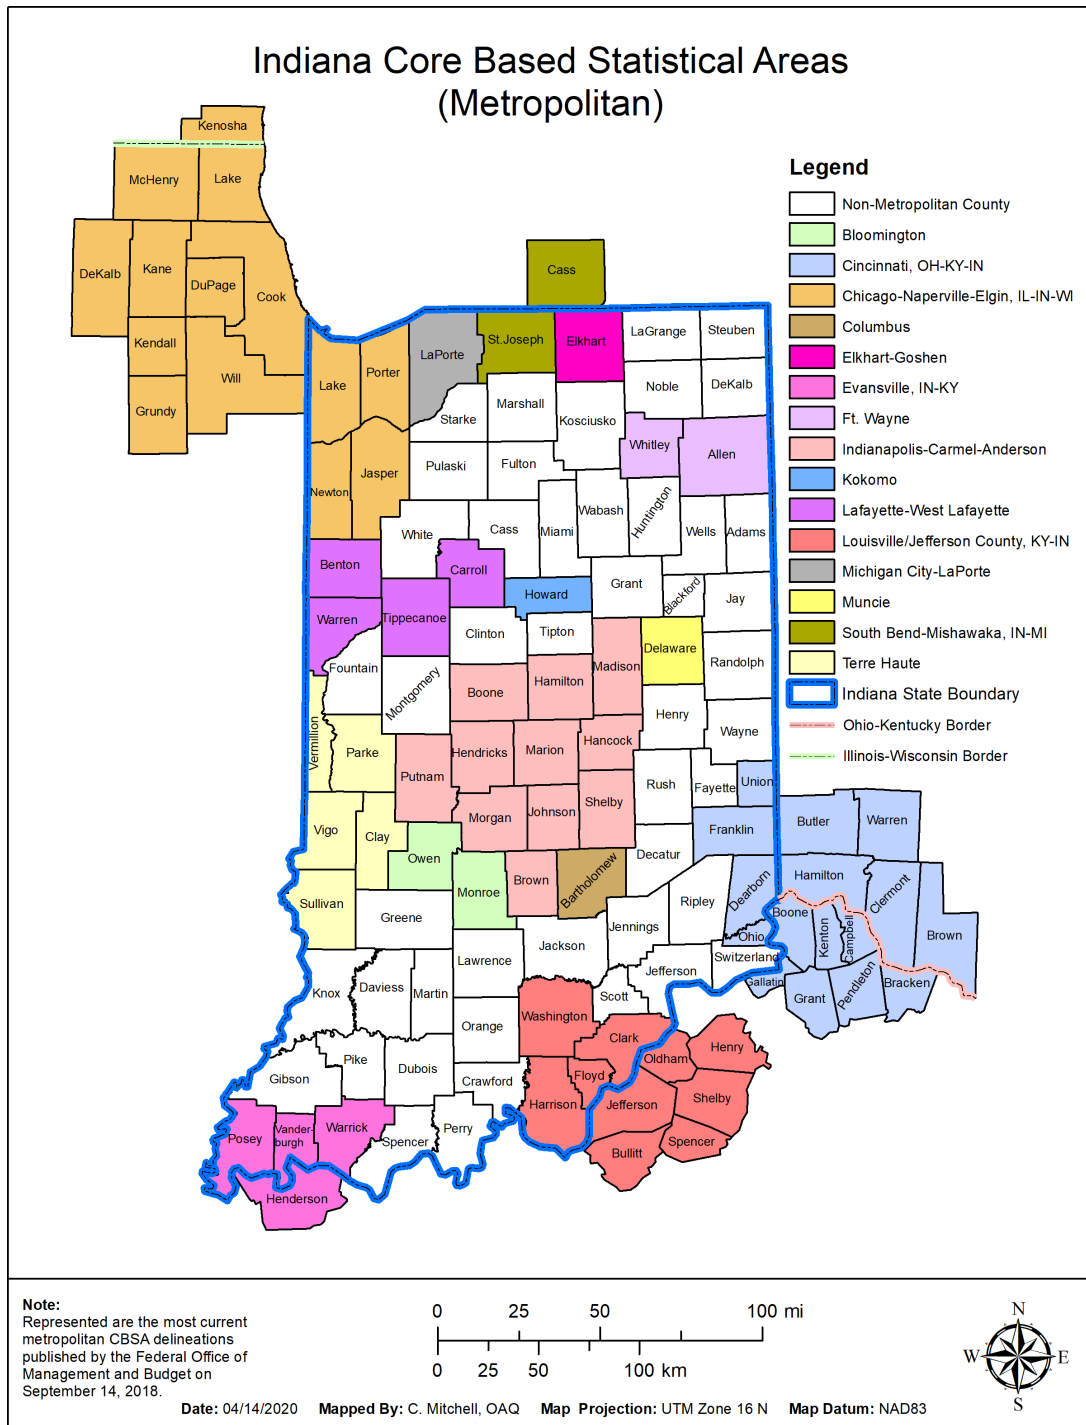 Indiana Core Based Statistical Areas
(Metropolitan)
Kenosha
McHenry
Lake
DeKalb
Kane
DuPage
Cook
Kendall
Will
Grundy
Cass
Lake
Porter
LaPorte
St.Joseph
Elkhart
LaGrange
Steuben
Noble
DeKalb
Starke
Marshall
Kosciusko
Whitley
Allen
Newton
Jasper
Pulaski
Fulton
White
Cass
Miami
Wabash
Huntington
Wells
Adams
Benton
Carroll
Howard
Grant
Blackford
Jay
Warren
Tippecanoe
Clinton
Tipton
Fountain
Montgomery
Boone
Hamilton
Madison
Delaware
Randolph
Vermillion
Parke
Putnam
Hendricks
Marion
Hancock
Henry
Wayne
Vigo
Clay
Owen
Morgan
Johnson
Shelby
Rush
Fayette
Union
Franklin
Sullivan
Greene
Monroe
Brown
Bartholomew
Decatur
Dearborn
Ripley
Ohio
Jennings
Switzerland
Jefferson
Jackson
Lawrence
Knox
Daviess
Martin
Orange
Washington
Scott
Clark
Gibson
Pike
Dubois
Crawford
Floyd
Harrison
Posey
Vander-
burgh
Warrick
Spencer
Perry
Henderson
Oldham
Henry
Jefferson
Shelby
Spencer
Bullitt
Butler
Warren
Hamilton
Clermont
Brown
Boone
Kenton
Campbell
Gallatin
Grant
Pendleton
Bracken
Legend
Non-Metropolitan County
Bloomington
Cincinnati, OH-KY-IN
Chicago-Naperville-Elgin, IL-IN-WI
Columbus
Elkhart-Goshen
Evansville, IN-KY
Ft. Wayne
Indianapolis-Carmel-Anderson
Kokomo
Lafayette-West Lafayette
Louisville/Jefferson County, KY-IN
Michigan City-LaPorte
Muncie
South Bend-Mishawaka, IN-MI
Terre Haute
Indiana State Boundary
Ohio-Kentucky Border
Illinois-Wisconsin Border
Note:
Represented are the most current
metropolitan CBSA delineations
published by the Federal Office of
Management and Budget on
September 14, 2018.
0 25 50 100 mi
0 25 50 100 km
N
W E
S
Date: 04/14/2020 Mapped By: C. Mitchell, OAQ Map Projection: UTM Zone 16 N Map Datum: NAD83